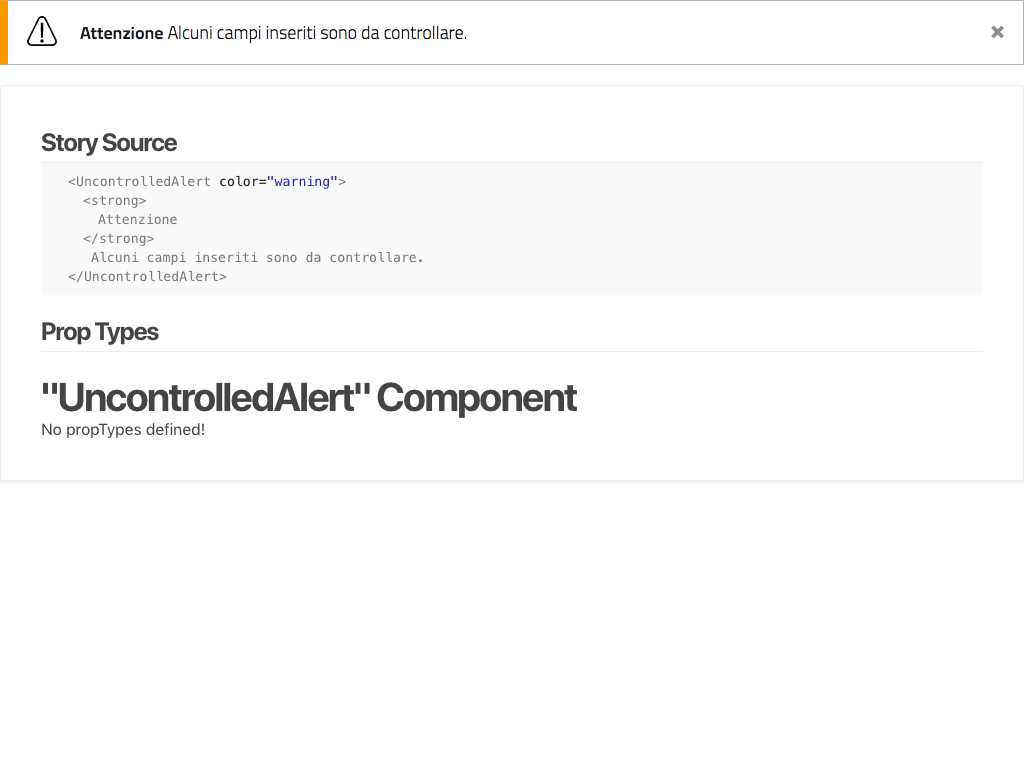 Attenzione Alcuni campi inseriti sono da controllare.
Story Source
<UncontrolledAlert color="warning">
<strong>
Attenzione
</strong>
Alcuni campi inseriti sono da controllare.
</UncontrolledAlert>
Prop Types
"UncontrolledAlert" Component
No propTypes defined!